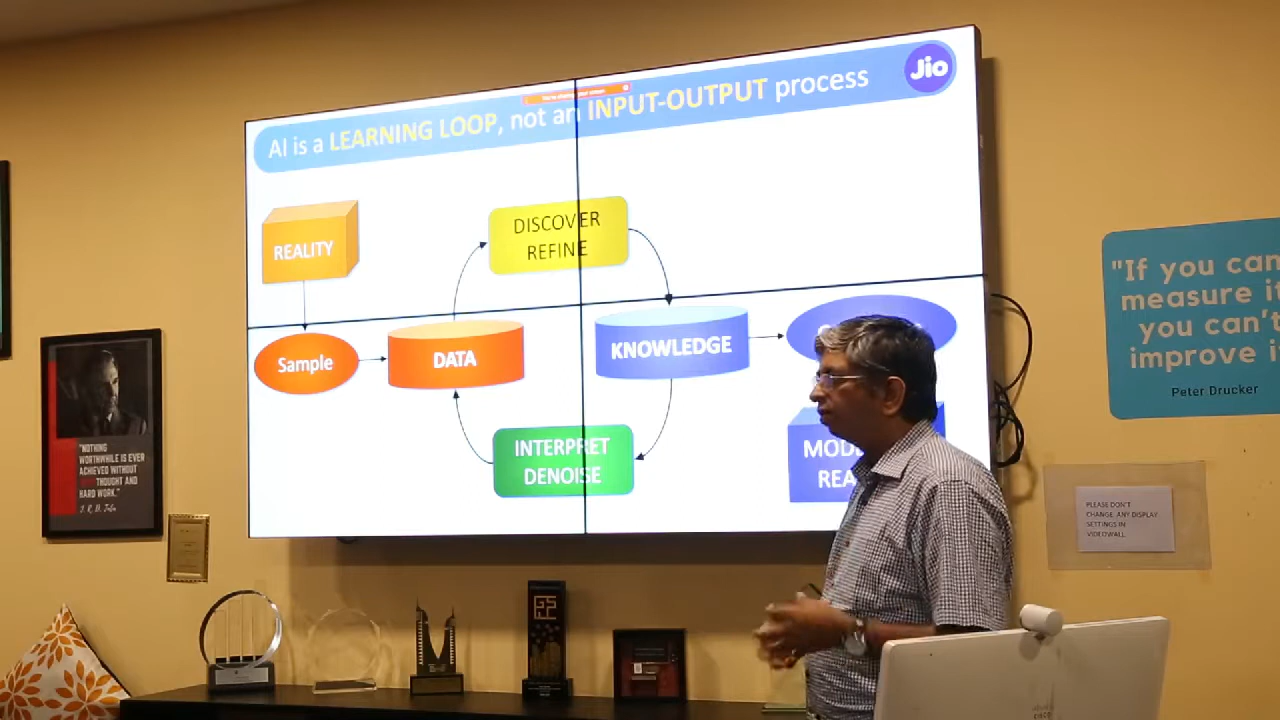 AI is a LEARNING LOOP, not an INPUT-OUTPUT process
Jio
REALITY
DISCOVER
REFINE
Sample
DATA
KNOWLEDGE
INTERPRET
DENOISE
"If you can
measure it
you can't
improve it
Peter Drucker
"NOTHING
WORTHWHILE IS EVER
ACHIEVED WITHOUT
THOUGHT AND
HARD WORK."
J. R. D. Tata
PLEASE DON'T
CHANGE ANY DISPLAY
SETTINGS IN
VIDEOWALL